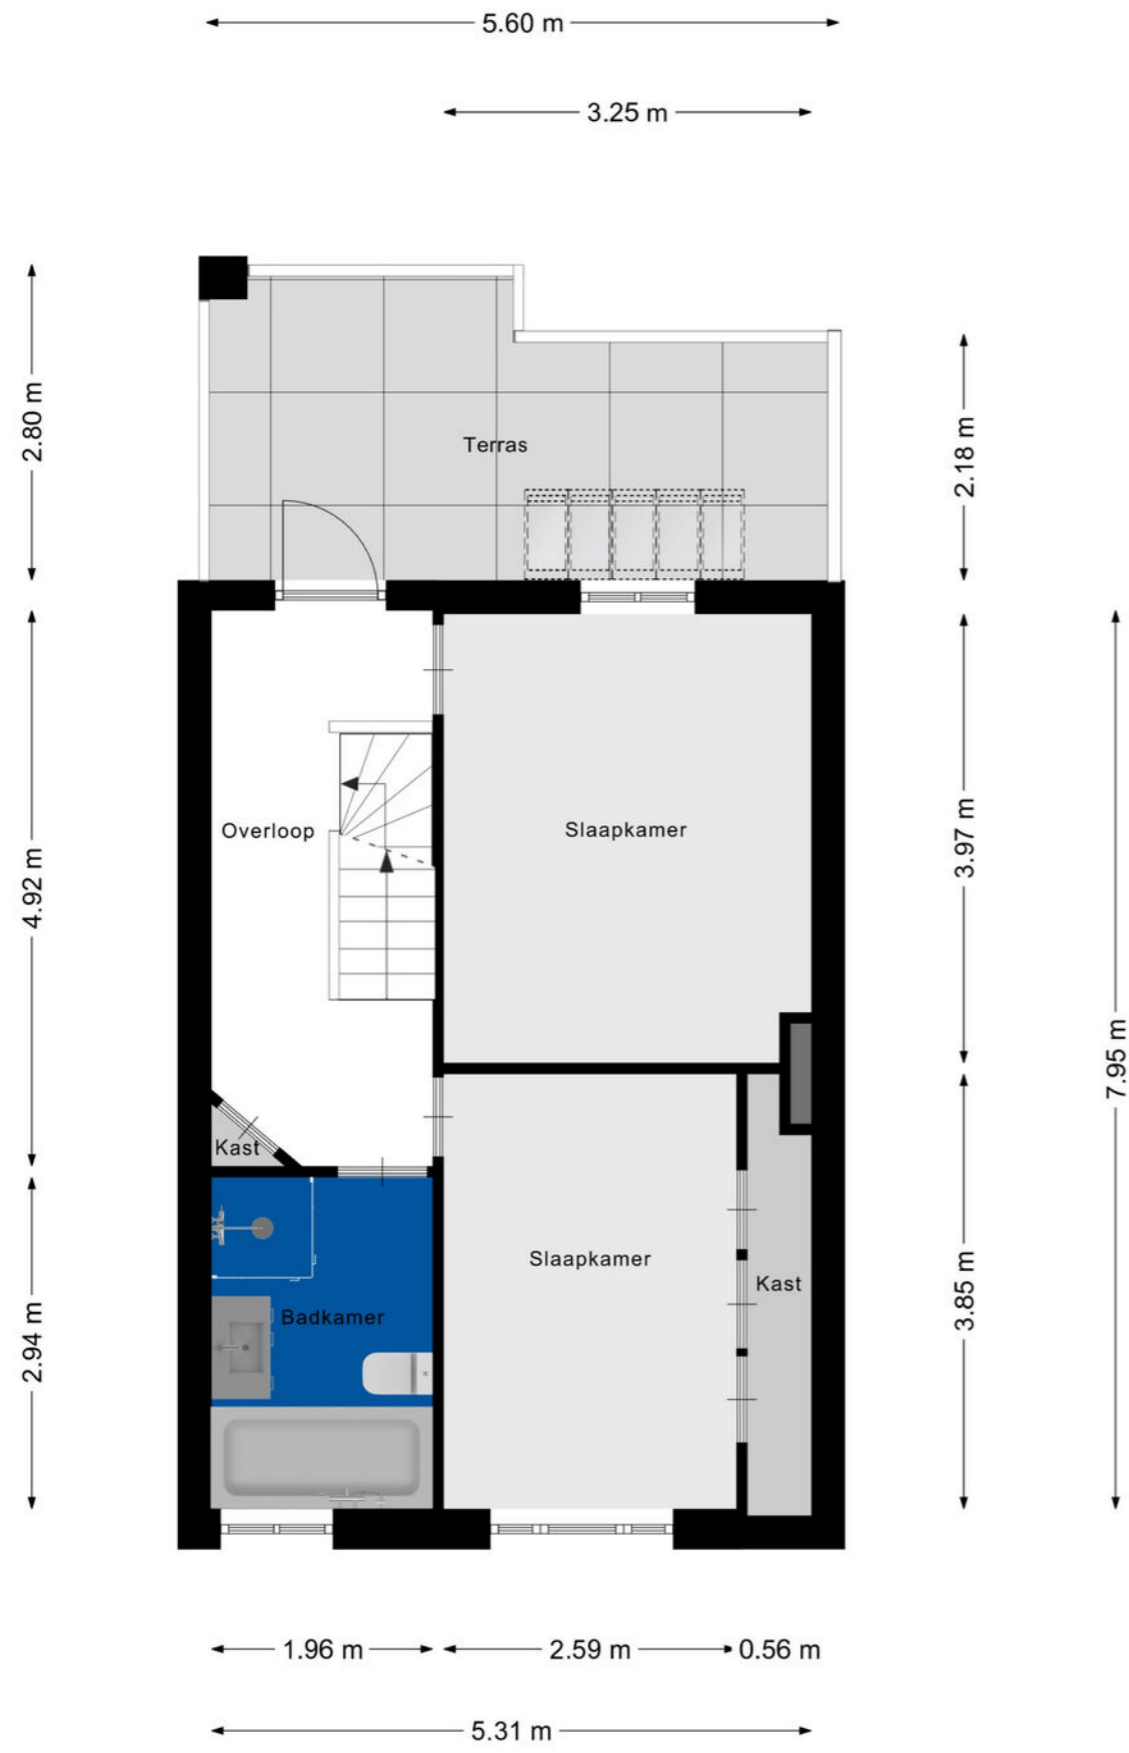 5.60 m
3.25 m
2.80 m
2.18 m
Terras
4.92 m
Overloop
Slaapkamer
3.97 m
7.95 m
Kast
Slaapkamer
Kast
Badkamer
2.94 m
3.85 m
1.96 m
2.59 m
0.56 m
5.31 m